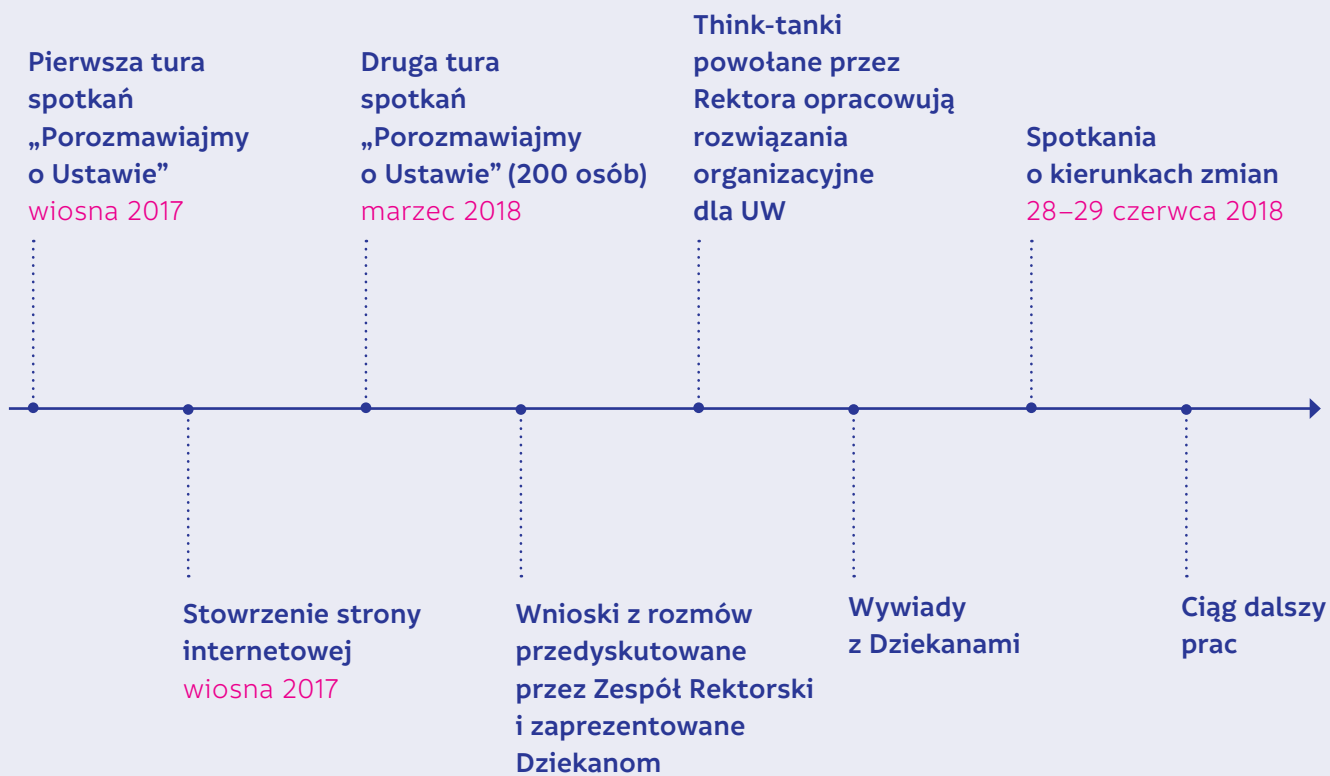 Pierwsza tura
spotkań
„Porozmawiajmy
o Ustawie”
wiosna 2017
Stowrzenie strony
internetowej
wiosna 2017
Druga tura
spotkań
„Porozmawiajmy
o Ustawie” (200 osób)
marzec 2018
Wnioski z rozmów
przedyskutowane
przez Zespół Rektorski
i zaprezentowane
Dziekanom
Think-tanki
powołane przez
Rektora opracowują
rozwiązania
organizacyjne
dla UW
Wywiady
z Dziekanami
Spotkania
o kierunkach zmian
28–29 czerwca 2018
Ciąg dalszy
prac